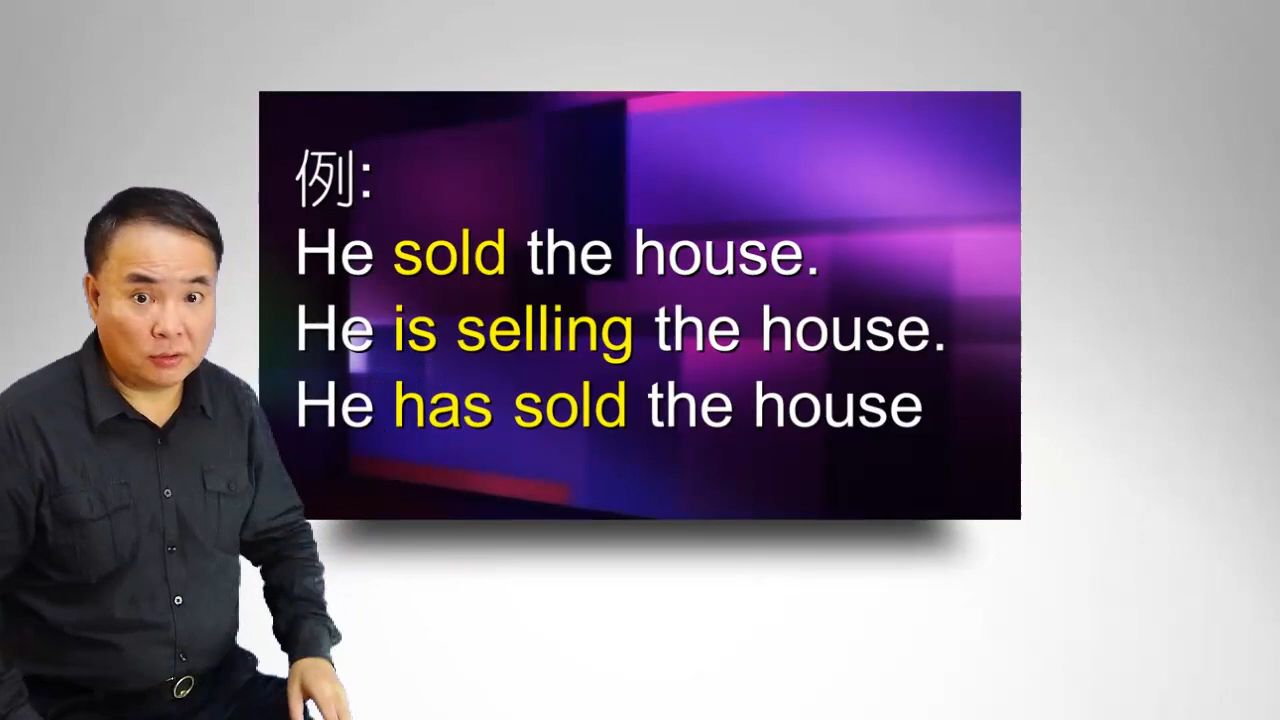 例:
He sold the house.
He is selling the house.
He has sold the house